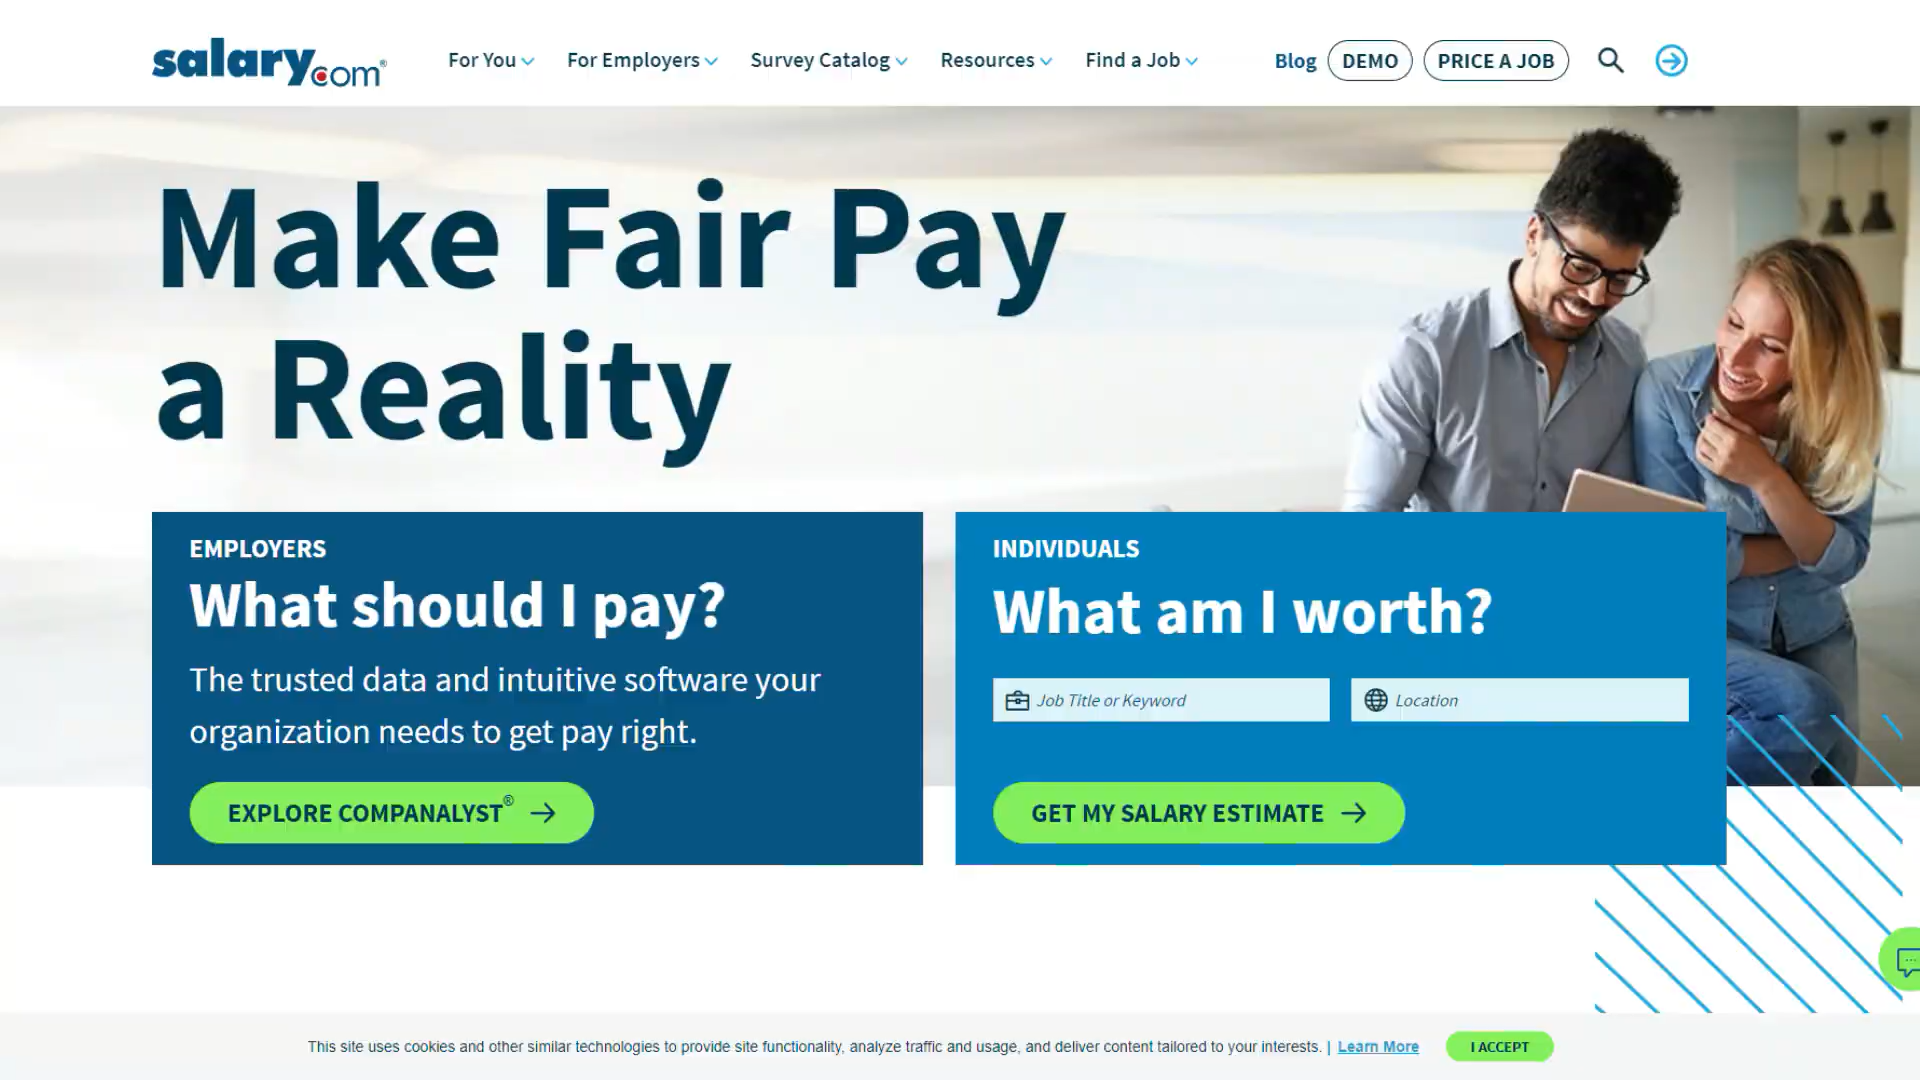 salary.com®
For You
For Employers
Survey Catalog
Resources
Find a Job
Blog
DEMO
PRICE A JOB
Make Fair Pay
a Reality
EMPLOYERS
What should I pay?
The trusted data and intuitive software your
organization needs to get pay right.
EXPLORE COMPANALYST®
INDIVIDUALS
What am I worth?
Job Title or Keyword
Location
GET MY SALARY ESTIMATE
This site uses cookies and other similar technologies to provide site functionality, analyze traffic and usage, and deliver content tailored to your interests. | Learn More
I ACCEPT